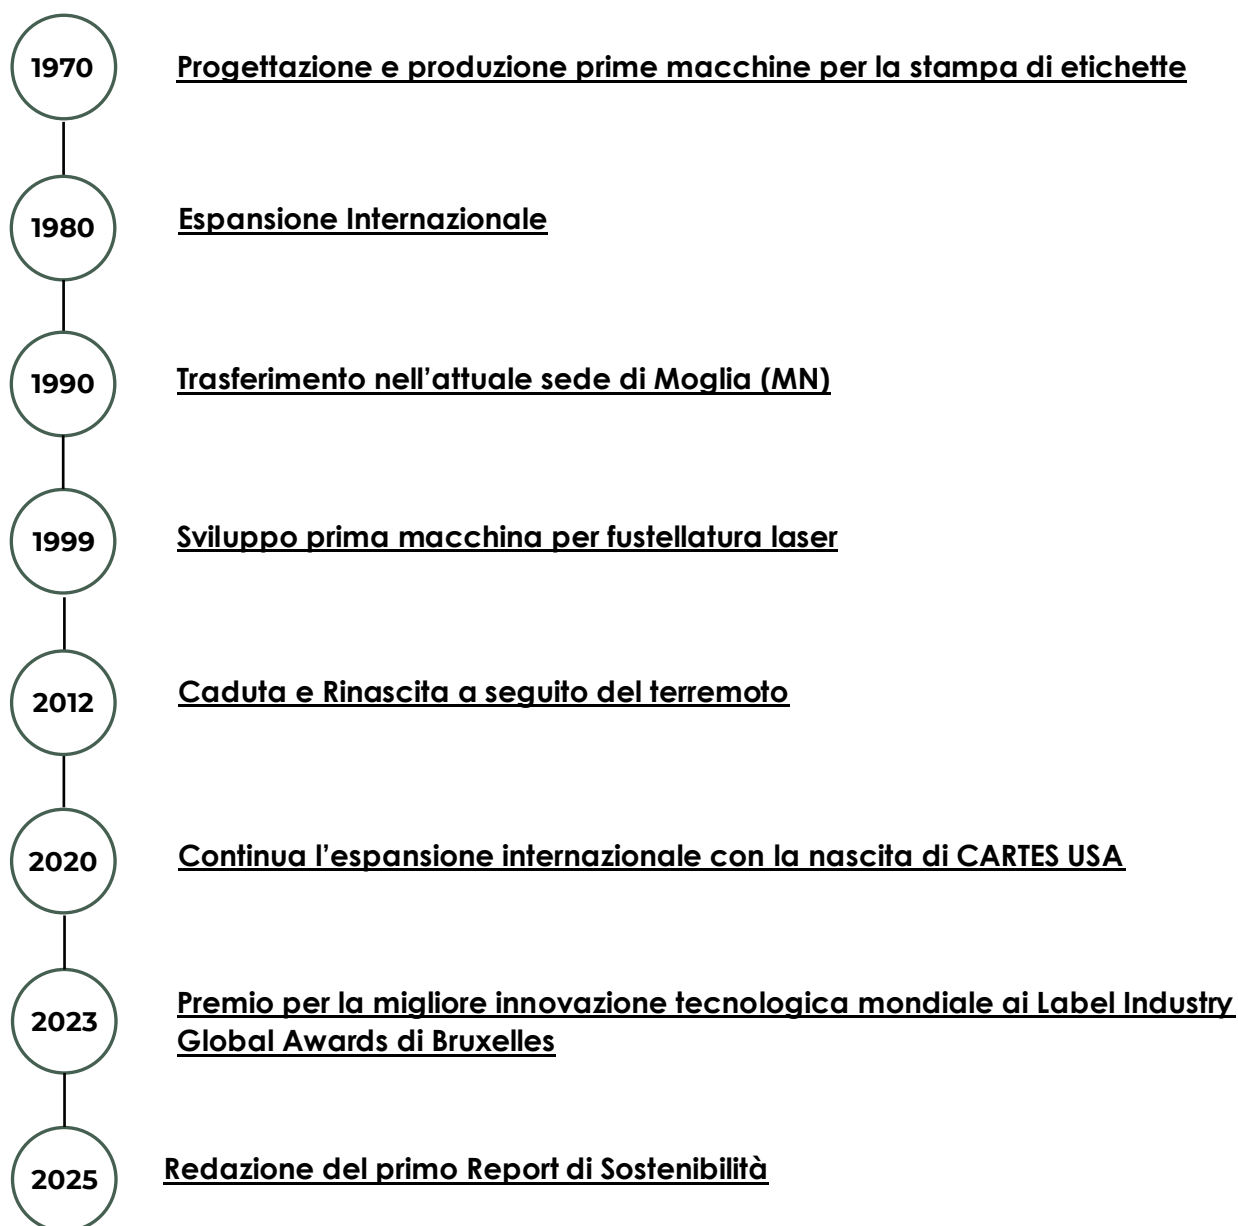 1970
Progettazione e produzione prime macchine per la stampa di etichette
1980
Espansione Internazionale
1990
Trasferimento nell’attuale sede di Moglia (MN)
1999
Sviluppo prima macchina per fustellatura laser
2012
Caduta e Rinascita a seguito del terremoto
2020
Continua l’espansione internazionale con la nascita di CARTES USA
2023
Premio per la migliore innovazione tecnologica mondiale ai Label Industry
Global Awards di Bruxelles
2025
Redazione del primo Report di Sostenibilità